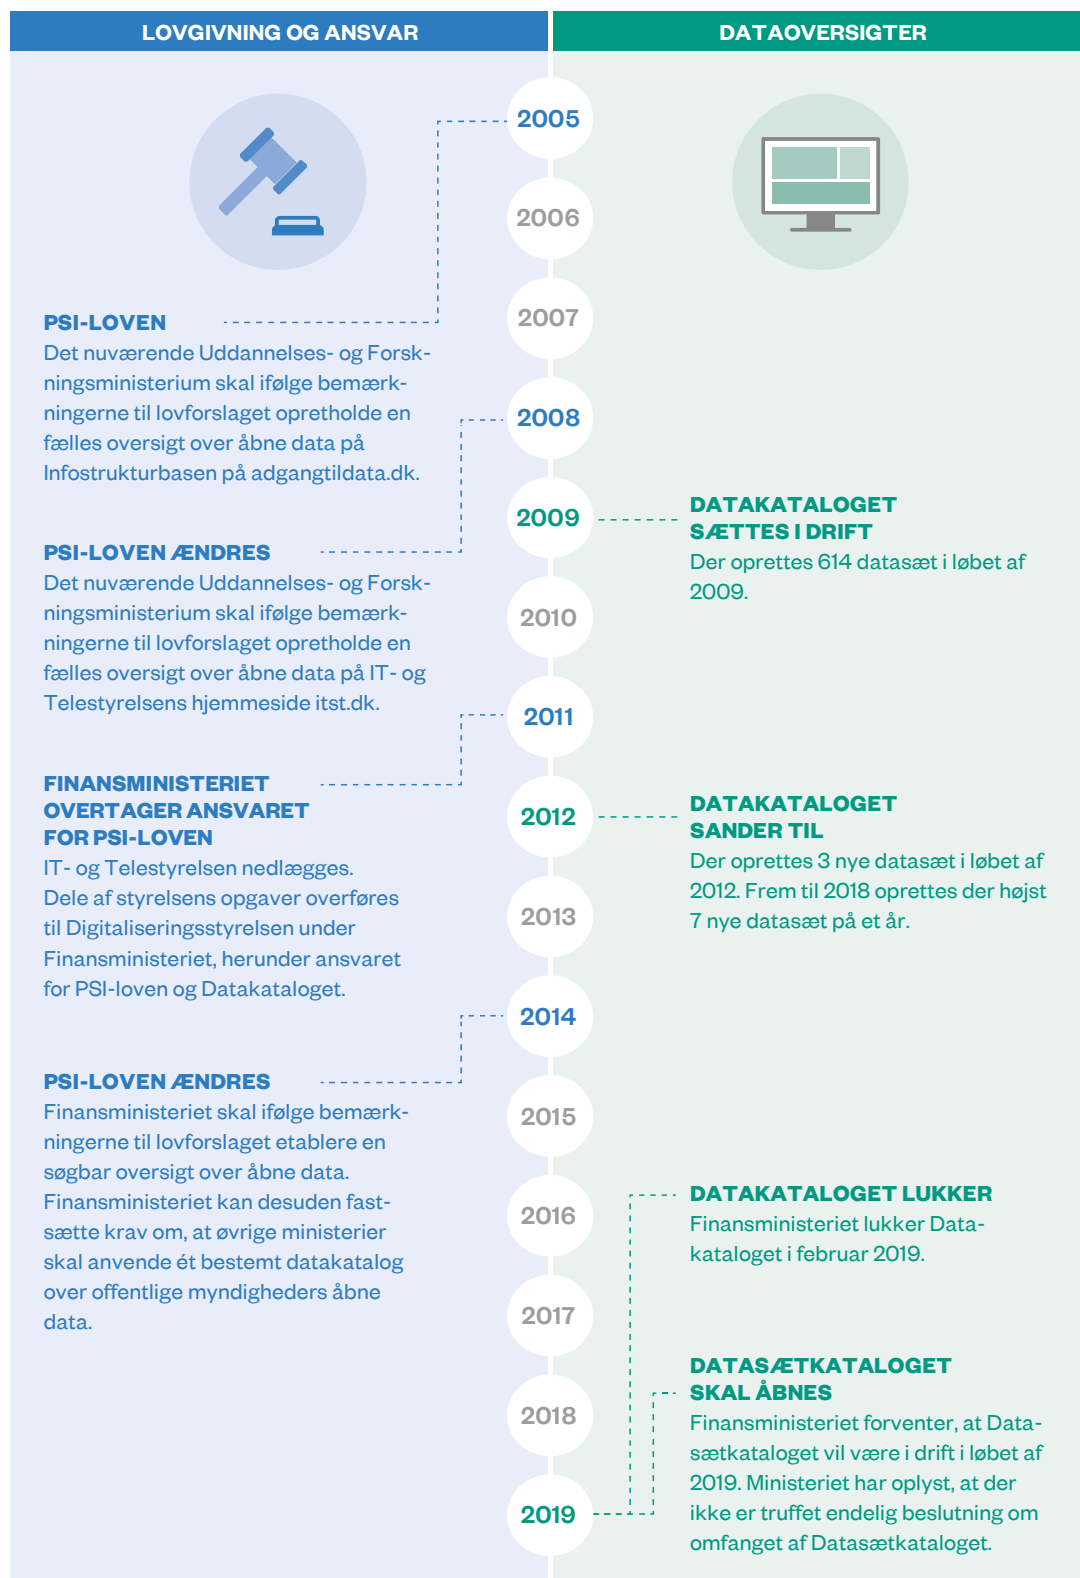 LOVGIVNING OG ANSVAR
DATAOVERSIGTER
2005
2006
2007
2008
2009
2010
2011
2012
2013
2014
2015
2016
2017
2018
2019
PSI-LOVEN
Det nuværende Uddannelses- og Forsk-
ningsministerium skal ifølge bemærk-
ningerne til lovforslaget opretholde en
fælles oversigt over åbne data på
Infostrukturbasen på adgangtildata.dk.
PSI-LOVEN ÆNDRES
Det nuværende Uddannelses- og Forsk-
ningsministerium skal ifølge bemærk-
ningerne til lovforslaget opretholde en
fælles oversigt over åbne data på IT- og
Telestyrelsens hjemmeside itst.dk.
FINANSMINISTERIET
OVERTAGER ANSVARET
FOR PSI-LOVEN
IT- og Telestyrelsen nedlægges.
Dele af styrelsens opgaver overføres
til Digitaliseringsstyrelsen under
Finansministeriet, herunder ansvaret
for PSI-loven og Datakataloget.
PSI-LOVEN ÆNDRES
Finansministeriet skal ifølge bemærk-
ningerne til lovforslaget etablere en
søgbar oversigt over åbne data.
Finansministeriet kan desuden fast-
sætte krav om, at øvrige ministerier
skal anvende ét bestemt datakatalog
over offentlige myndigheders åbne
data.
DATAKATALOGET
SÆTTES I DRIFT
Der oprettes 614 datasæt i løbet af
2009.
DATAKATALOGET
SANDER TIL
Der oprettes 3 nye datasæt i løbet af
2012. Frem til 2018 oprettes der højst
7 nye datasæt på et år.
DATAKATALOGET LUKKER
Finansministeriet lukker Data-
kataloget i februar 2019.
DATASÆTKATALOGET
SKAL ÅBNES
Finansministeriet forventer, at Data-
sætkataloget vil være i drift i løbet af
2019. Ministeriet har oplyst, at der
ikke er truffet endelig beslutning om
omfanget af Datasætkataloget.